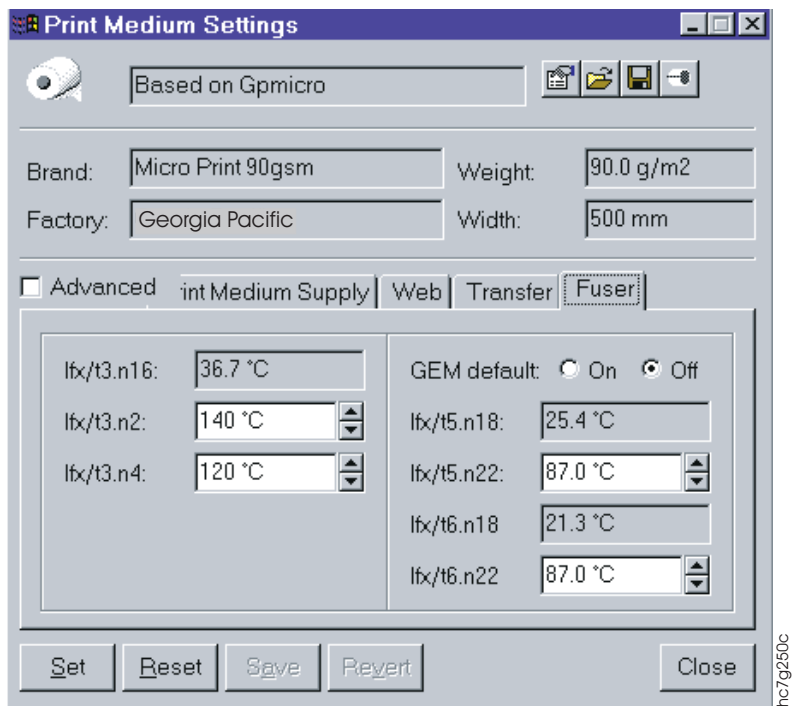 Print Medium Settings
Based on Gpmicro
Brand: Micro Print 90gsm Weight: 90.0 g/m2
Factory: Georgia Pacific Width: 500 mm
Advanced int Medium Supply Web Transfer Fuser
lfx/t3.n16: 36.7 °C GEM default: On Off
lfx/t3.n2: 140 °C lfx/t5.n18: 25.4 °C
lfx/t3.n4: 120 °C lfx/t5.n22: 87.0 °C
lfx/t6.n18 21.3 °C
lfx/t6.n22 87.0 °C
Set Reset Save Revert Close
hc7g250c